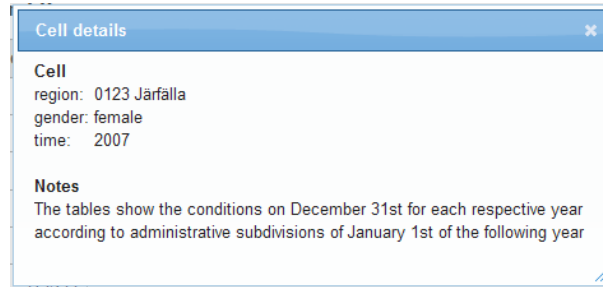 Cell details
Cell
region: 0123 Järfälla
gender: female
time: 2007
Notes
The tables show the conditions on December 31st for each respective year
according to administrative subdivisions of January 1st of the following year